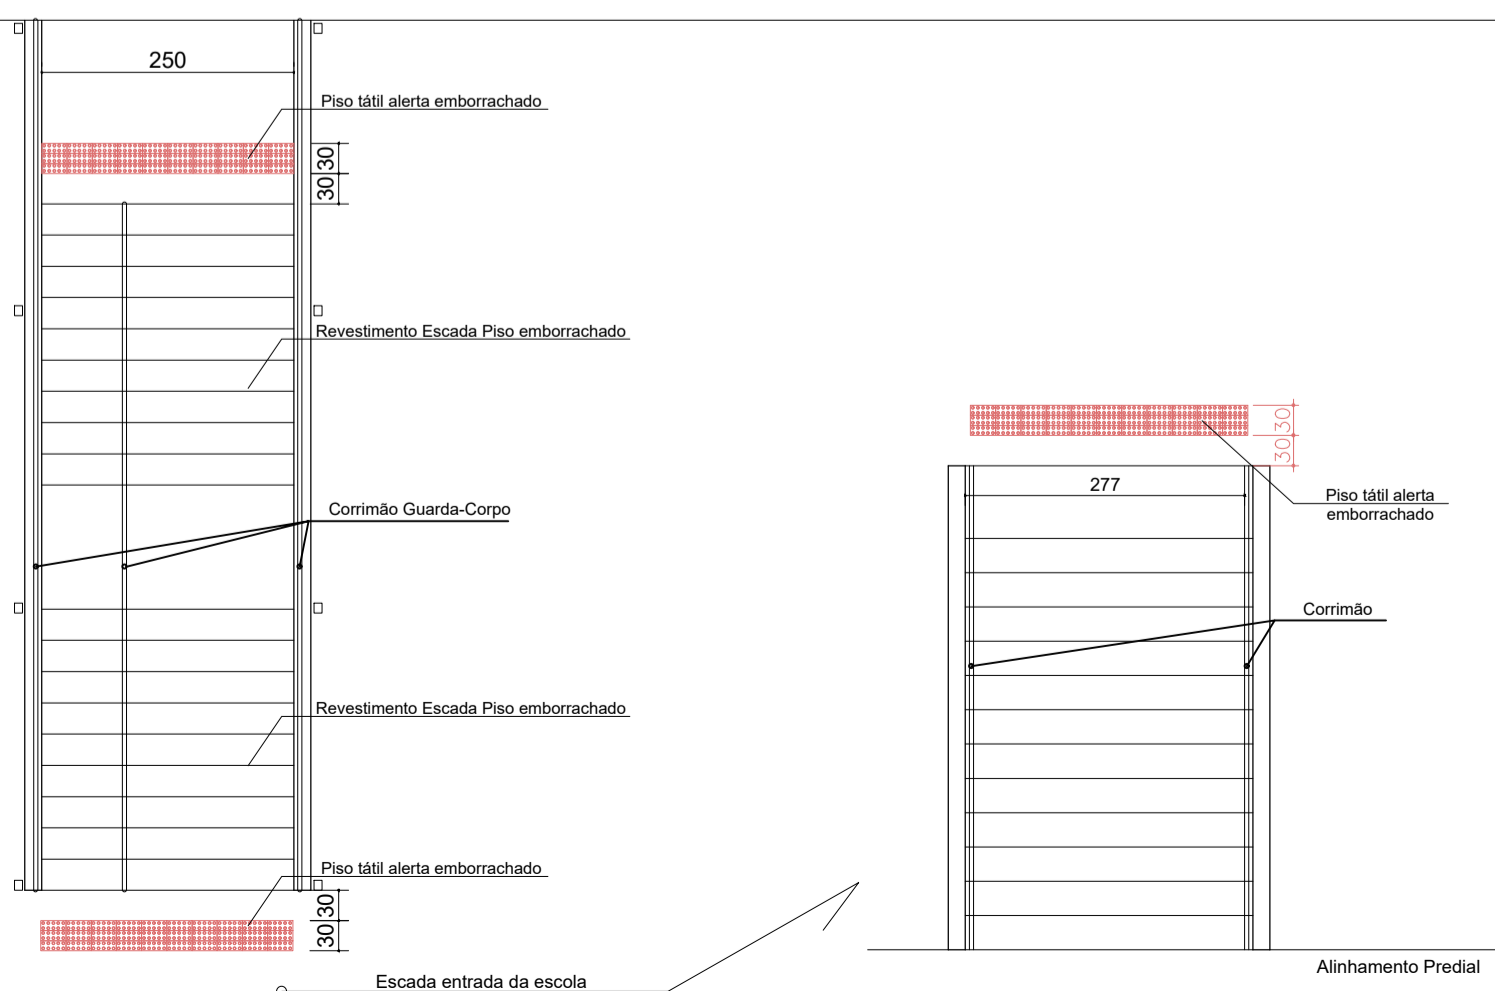 250
Piso tátil alerta emborrachado
30
30
Revestimento Escada Piso emborrachado
30
30
277
Piso tátil alerta
emborrachado
Corrimão Guarda-Corpo
Corrimão
Revestimento Escada Piso emborrachado
Piso tátil alerta emborrachado
30
30
Alinhamento Predial
Escada entrada da escola